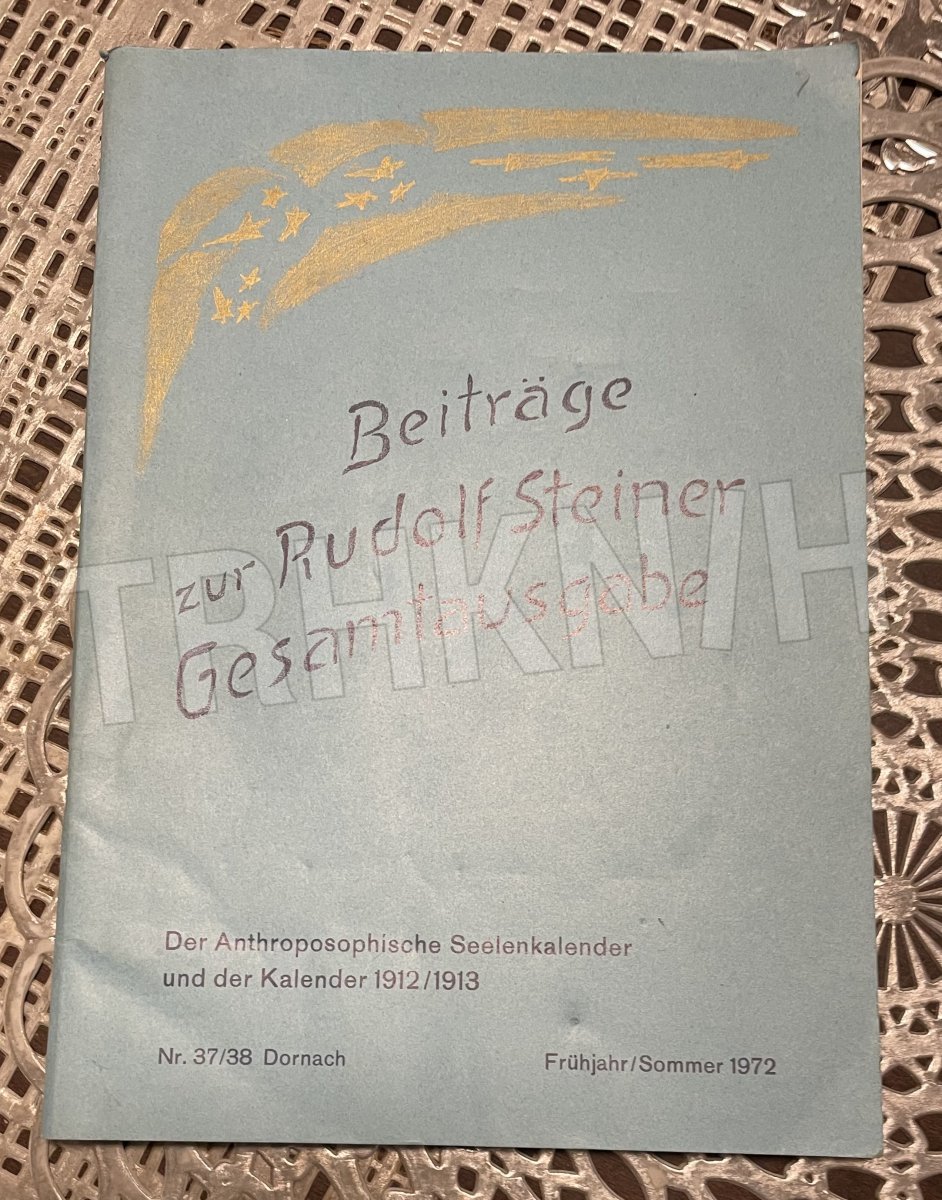 Beiträge
zur Rudolf Steiner
Gesamtausgabe
TRHKN/H
Der Anthroposophische Seelenkalender
und der Kalender 1912/1913
Nr. 37/38 Dornach
Frühjahr/Sommer 1972